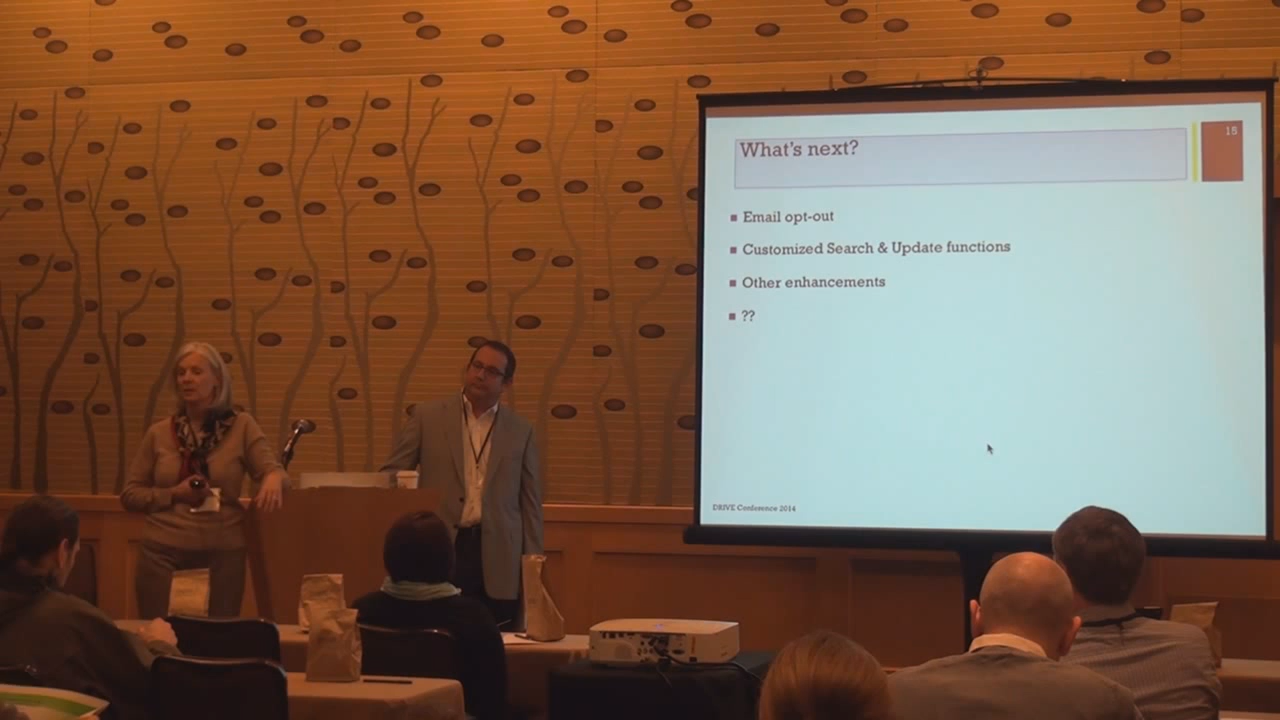 15
What's next?
Email opt-out
Customized Search & Update functions
Other enhancements
??
DRIVE Conference 2014